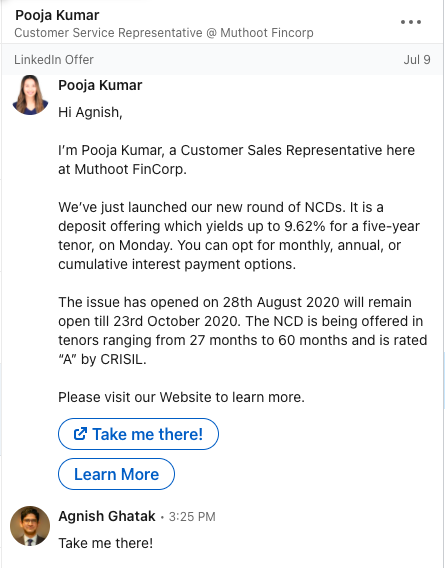 Pooja Kumar
Customer Service Representative @ Muthoot Fincorp
LinkedIn Offer Jul 9
Pooja Kumar
Hi Agnish,
I'm Pooja Kumar, a Customer Sales Representative here
at Muthoot FinCorp.
We've just launched our new round of NCDs. It is a
deposit offering which yields up to 9.62% for a five-year
tenor, on Monday. You can opt for monthly, annual, or
cumulative interest payment options.
The issue has opened on 28th August 2020 will remain
open till 23rd October 2020. The NCD is being offered in
tenors ranging from 27 months to 60 months and is rated
“A” by CRISIL.
Please visit our Website to learn more.
Take me there!
Learn More
Agnish Ghatak • 3:25 PM
Take me there!